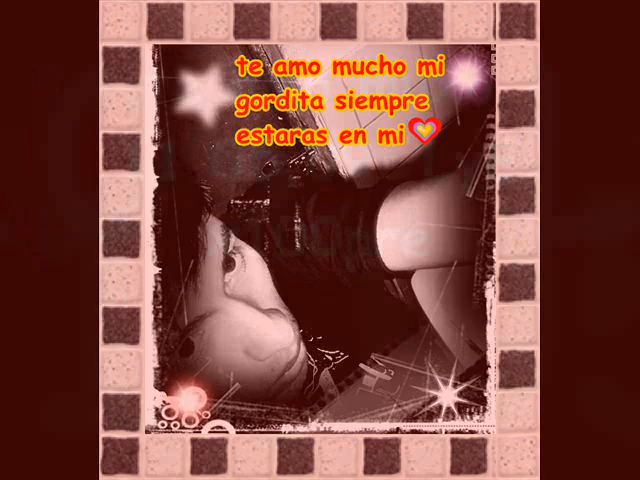 te amo mucho mi
gordita siempre
estaras en mi